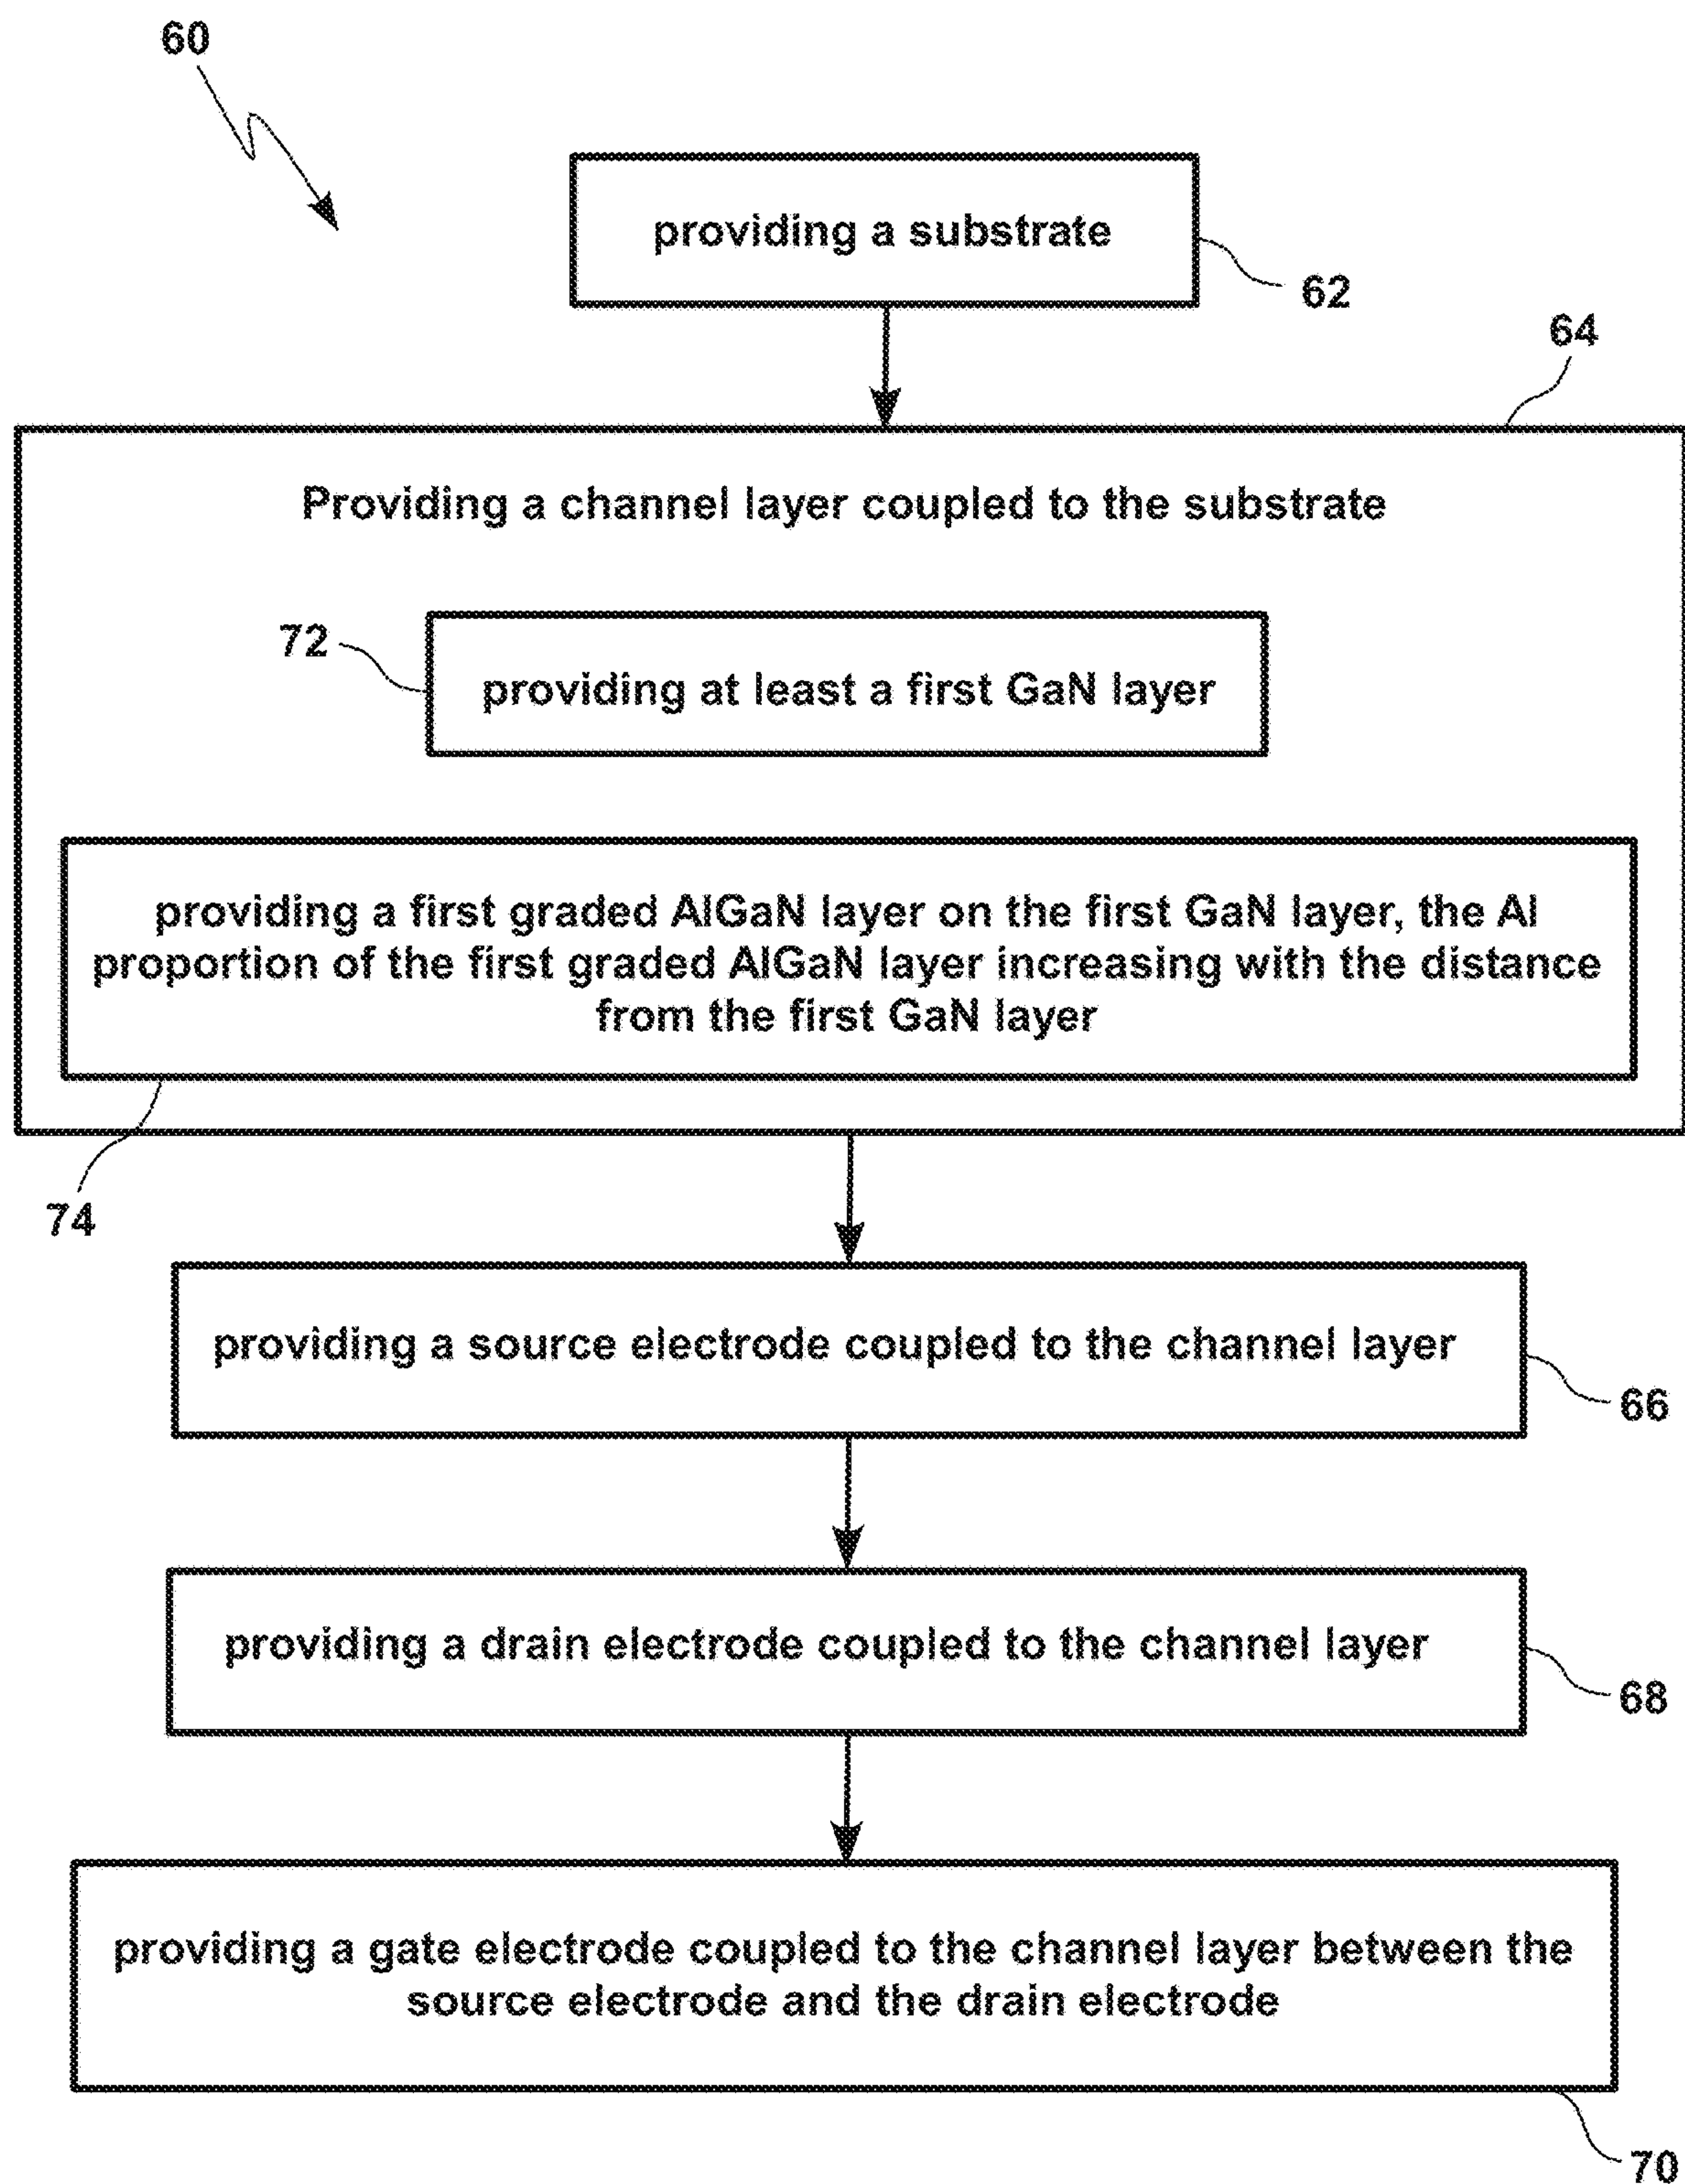 60
providing a substrate
62
64
Providing a channel layer coupled to the substrate
72
providing at least a first GaN layer
providing a first graded AlGaN layer on the first GaN layer, the Al
proportion of the first graded AlGaN layer increasing with the distance
from the first GaN layer
74
providing a source electrode coupled to the channel layer
66
providing a drain electrode coupled to the channel layer
68
providing a gate electrode coupled to the channel layer between the
source electrode and the drain electrode
70